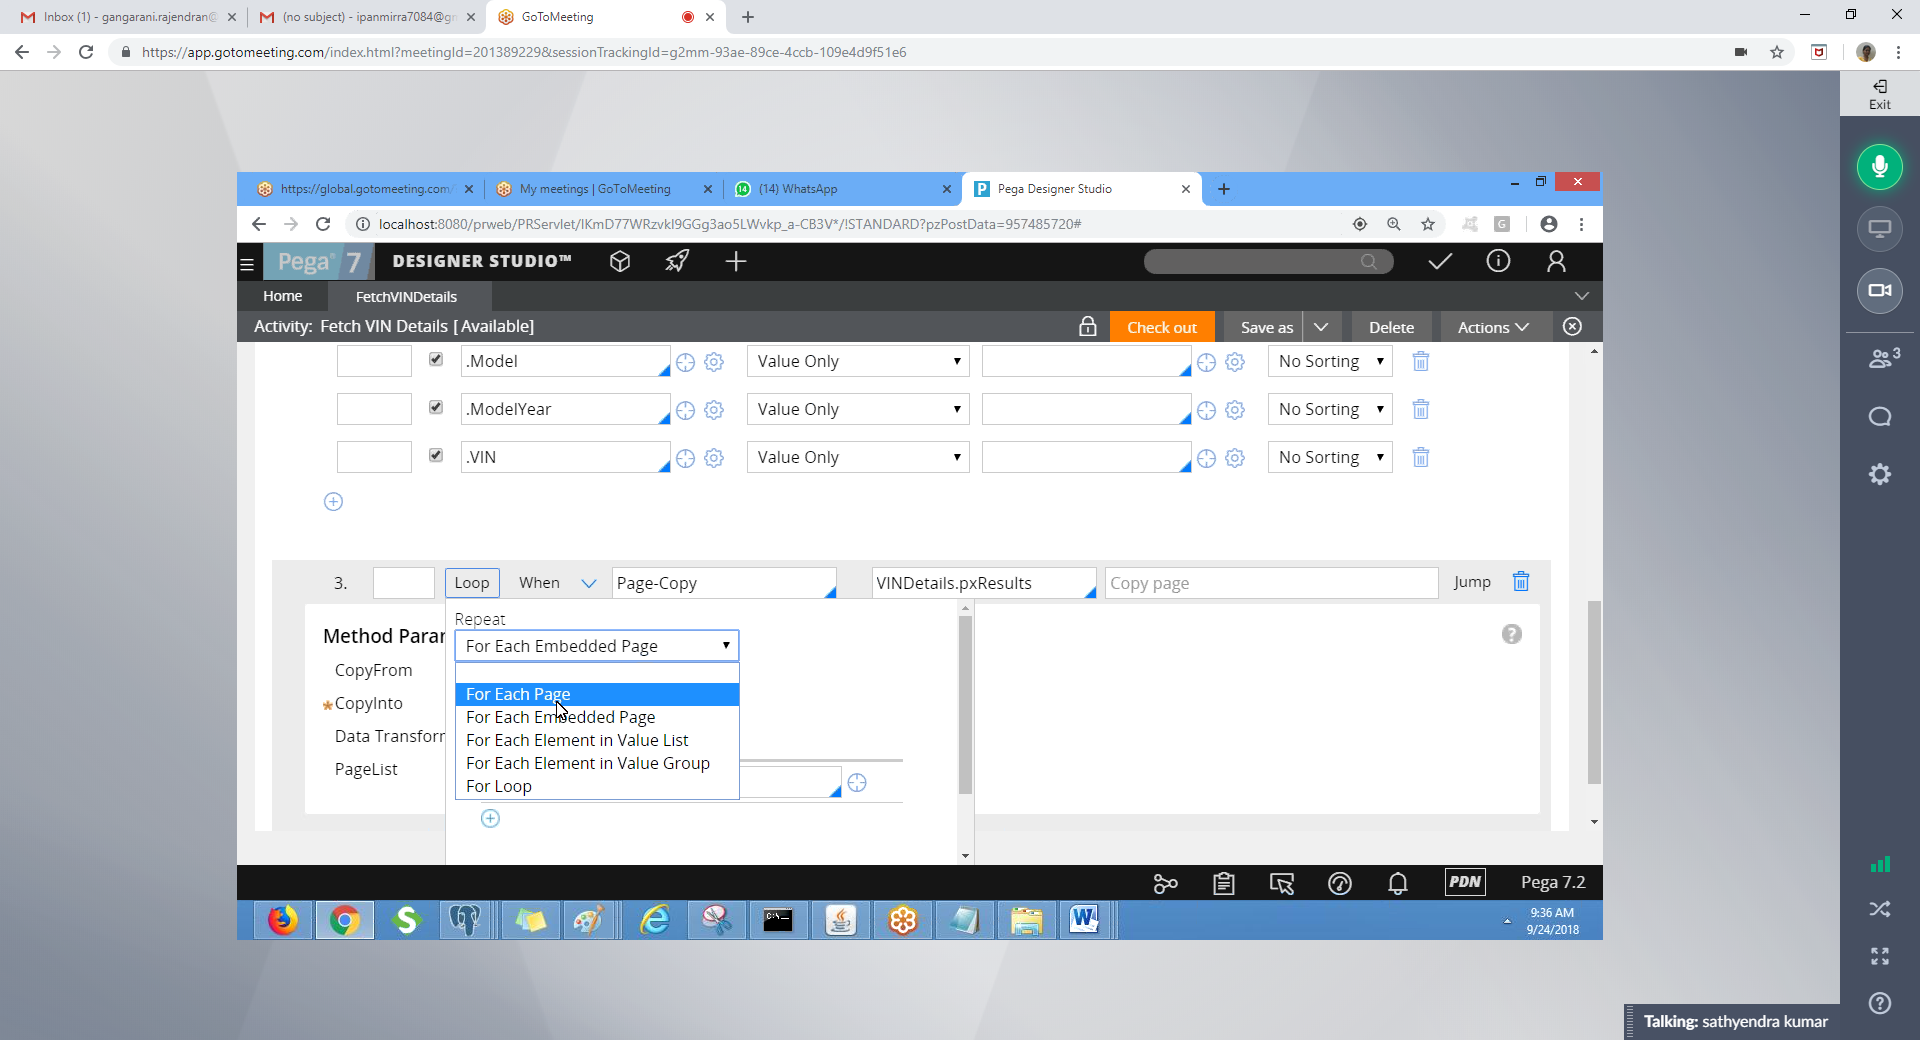 Inbox (1) - gangarani.rajendran@
(no subject) - ipanmirra7084@gm
GoToMeeting
https://app.gotomeeting.com/index.html?meetingId=201389229&sessionTrackingId=g2mm-93ae-89ce-4ccb-109e4d9f51e6
Exit
https://global.gotomeeting.com/
My meetings | GoToMeeting
(14) WhatsApp
Pega Designer Studio
localhost:8080/prweb/PRServlet/IKmD77WRzvkI9GGg3ao5LWvkp_a-CB3V*/!STANDARD?pzPostData=957485720#
Pega 7 DESIGNER STUDIO™
Home FetchVINDetails
Activity: Fetch VIN Details [Available] Check out Save as Delete Actions
.Model Value Only No Sorting
.ModelYear Value Only No Sorting
.VIN Value Only No Sorting
3. Loop When Page-Copy VINDetails.pxResults Copy page Jump
Repeat
Method Parar
For Each Embedded Page
CopyFrom
For Each Page
CopyInto
For Each Embedded Page
Data Transforr
For Each Element in Value List
PageList
For Each Element in Value Group
For Loop
PDN Pega 7.2
9:36 AM
9/24/2018
3
Talking: sathyendra kumar